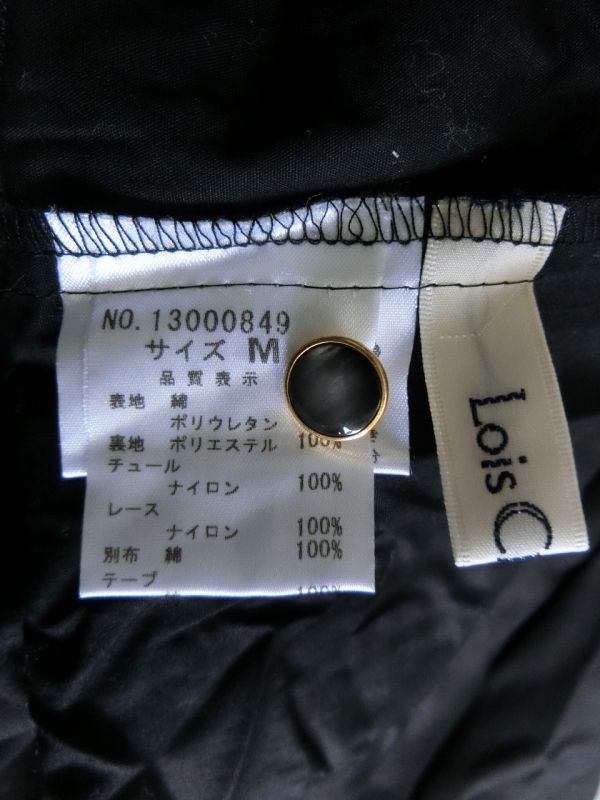 NO. 13000849
サイズ M
品質表示
表地 綿
ポリウレタン
裏地 ポリエステル 100%
チュール
ナイロン 100%
レース
ナイロン 100%
別布 綿 100%
テープ
Lois C